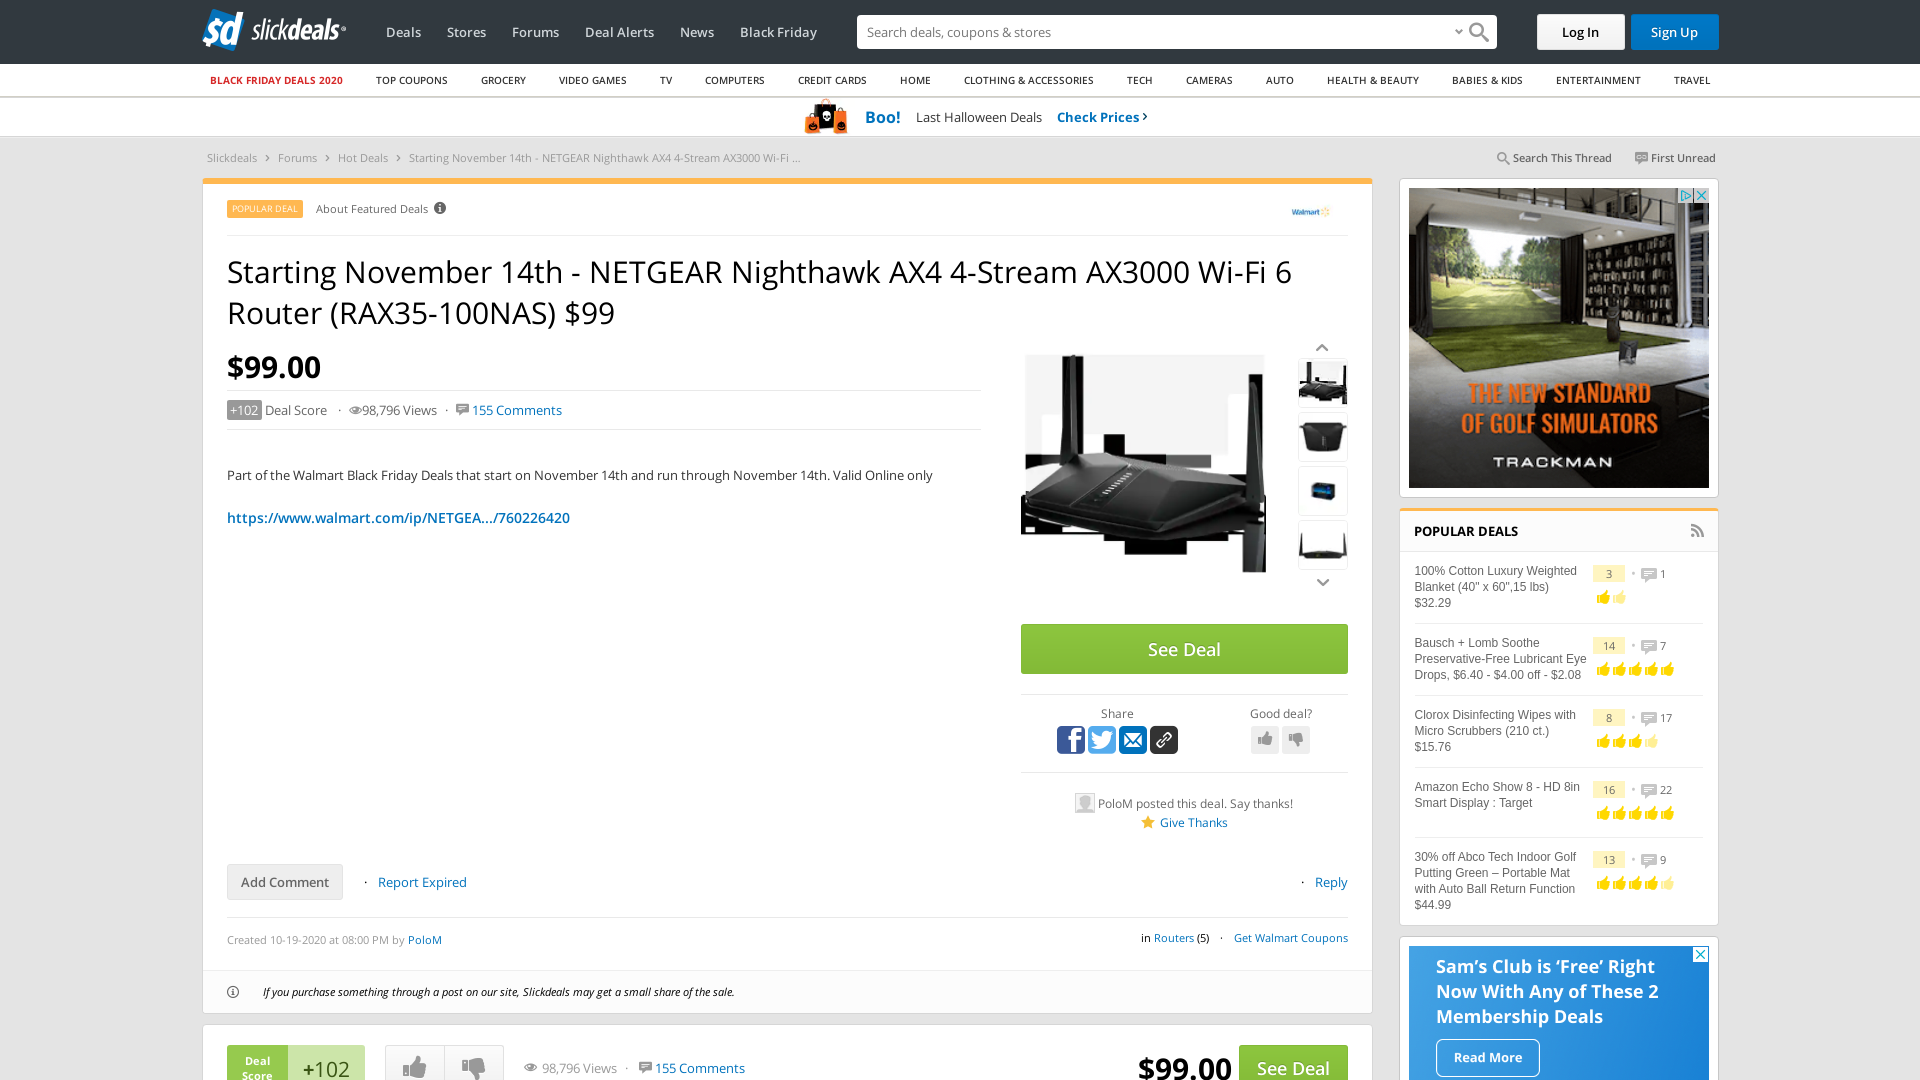 slickdeals
Deals
Stores
Forums
Deal Alerts
News
Black Friday
Search deals, coupons & stores
Log In
Sign Up
BLACK FRIDAY DEALS 2020
TOP COUPONS
GROCERY
VIDEO GAMES
TV
COMPUTERS
CREDIT CARDS
HOME
CLOTHING & ACCESSORIES
TECH
CAMERAS
AUTO
HEALTH & BEAUTY
BABIES & KIDS
ENTERTAINMENT
TRAVEL
Boo! Last Halloween Deals Check Prices ›
Slickdeals › Forums › Hot Deals › Starting November 14th - NETGEAR Nighthawk AX4 4-Stream AX3000 Wi-Fi ...
Search This Thread
First Unread
POPULAR DEAL
About Featured Deals
Walmart
Starting November 14th - NETGEAR Nighthawk AX4 4-Stream AX3000 Wi-Fi 6
Router (RAX35-100NAS) $99
$99.00
+102 Deal Score · 98,796 Views · 155 Comments
Part of the Walmart Black Friday Deals that start on November 14th and run through November 14th. Valid Online only
https://www.walmart.com/ip/NETGEA.../760226420
See Deal
Share
Good deal?
PoloM posted this deal. Say thanks!
Give Thanks
Add Comment
· Report Expired
· Reply
Created 10-19-2020 at 08:00 PM by PoloM
in Routers (5) · Get Walmart Coupons
If you purchase something through a post on our site, Slickdeals may get a small share of the sale.
Deal
Score
+102
98,796 Views · 155 Comments
$99.00
See Deal
THE NEW STANDARD
OF GOLF SIMULATORS
TRACKMAN
POPULAR DEALS
100% Cotton Luxury Weighted
Blanket (40" x 60",15 lbs)
$32.29
3 • 1
Bausch + Lomb Soothe
Preservative-Free Lubricant Eye
Drops, $6.40 - $4.00 off - $2.08
14 • 7
Clorox Disinfecting Wipes with
Micro Scrubbers (210 ct.)
$15.76
8 • 17
Amazon Echo Show 8 - HD 8in
Smart Display : Target
16 • 22
30% off Abco Tech Indoor Golf
Putting Green – Portable Mat
with Auto Ball Return Function
$44.99
13 • 9
Sam's Club is ‘Free’ Right
Now With Any of These 2
Membership Deals
Read More